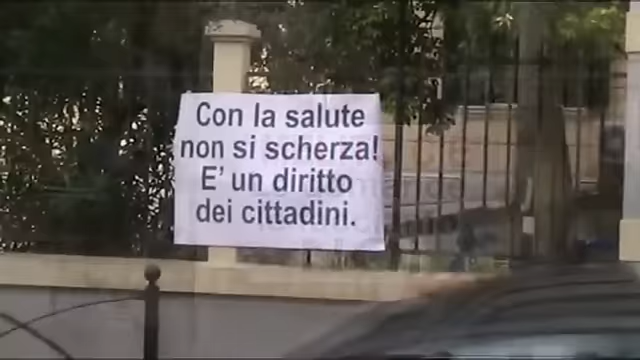 Con la salute
non si scherza!
E' un diritto
dei cittadini.